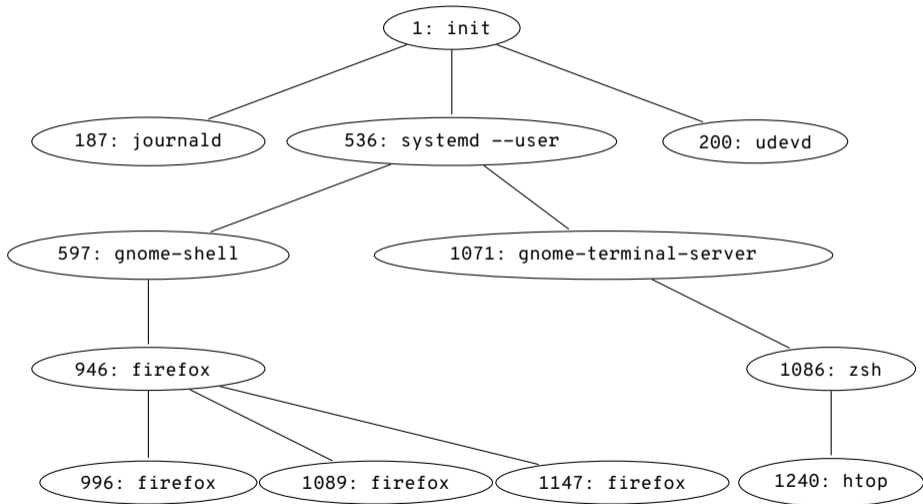 1: init
187: journald
536: systemd --user
200: udevd
597: gnome-shell
1071: gnome-terminal-server
946: firefox
1086: zsh
996: firefox
1089: firefox
1147: firefox
1240: htop